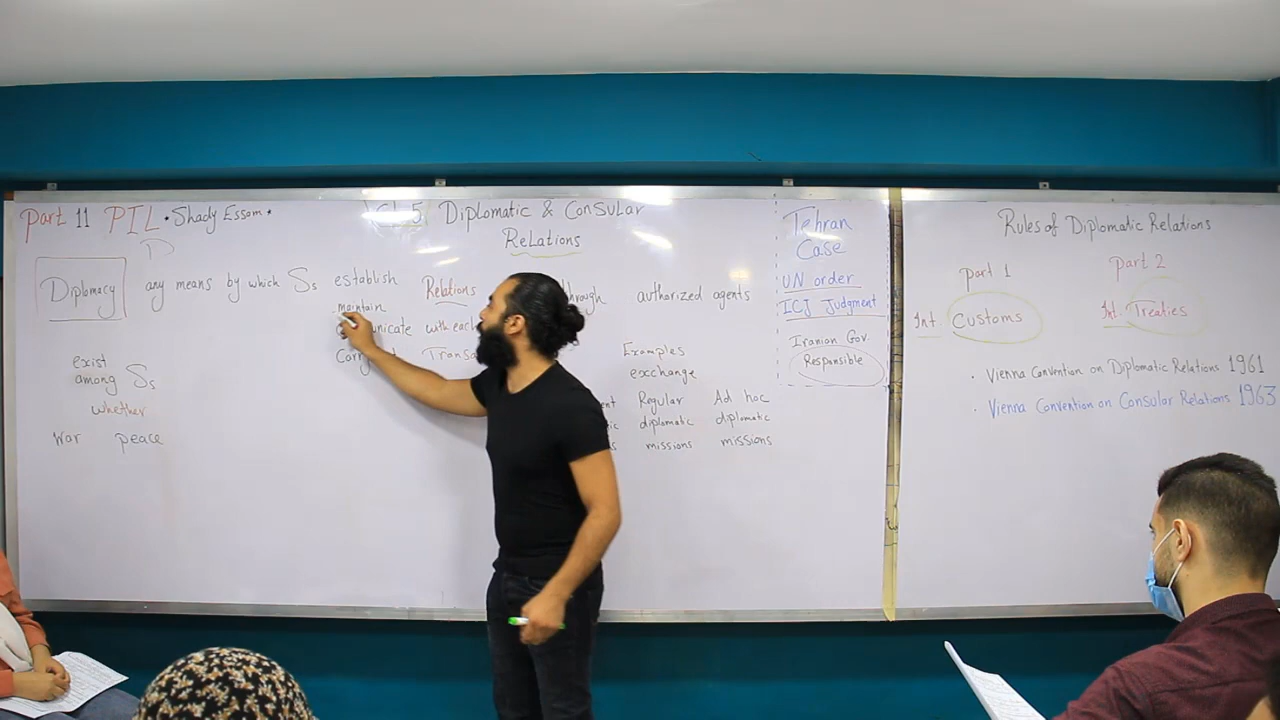 Part 11 PIL • Shady Essam *
Ch 5 Diplomatic & Consular
Relations
Diplomacy any means by which Ss establish Relations through authorized agents
maintain
communicate with each
Carry out
exist
among Ss
whether
War peace
Examples
exchange
Regular
diplomatic
missions
Ad hoc
diplomatic
missions
Tehran
Case
UN order
ICJ Judgment
Iranian Gov.
Responsible
Rules of Diplomatic Relations
part 1
Int. Customs
part 2
Int. Treaties
• Vienna Convention on Diplomatic Relations 1961
• Vienna Convention on Consular Relations 1963